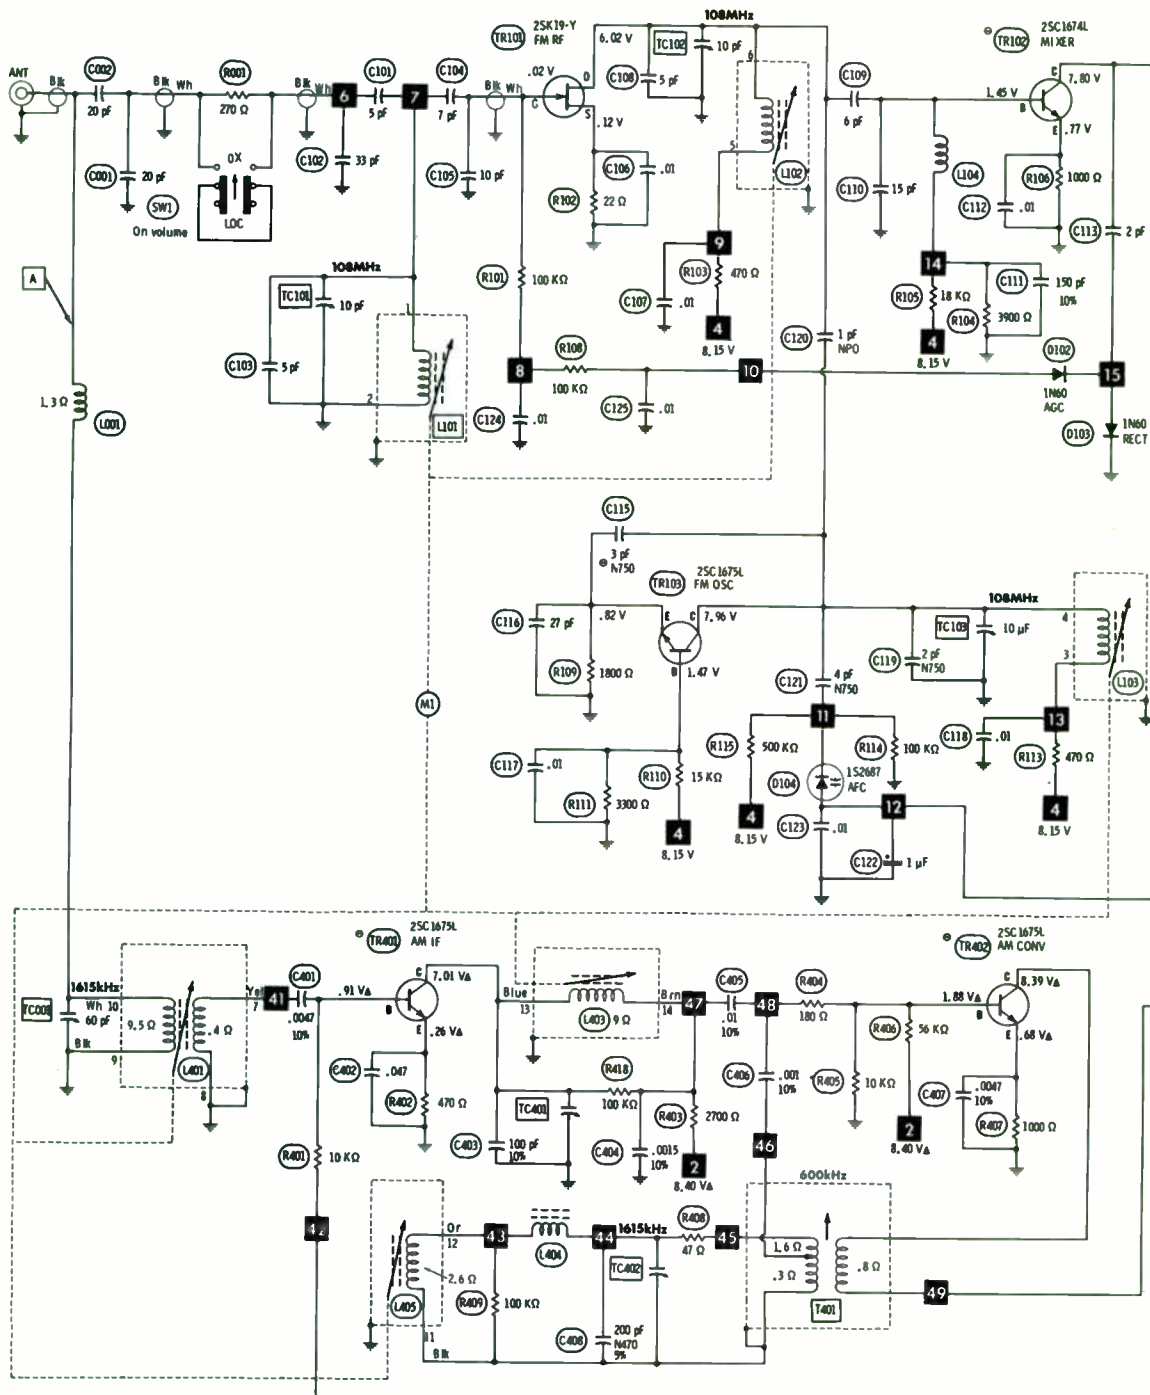 108MHz
2SK19-Y
FM RF
TR101
2SC1674L
MIXER
TR102
ANT
Blk
C002
20 pF
Blk
Wh
R001
270 Ω
Blk
Wh
6
C101
5 pF
7
C104
7 pF
Blk
Wh
.02 V
G
D
S
6.02 V
.12 V
C108
5 pF
TC102
10 pF
6
5
L102
C109
6 pF
1.45 V
B
C
7.80 V
E
.77 V
C001
20 pF
SW1
On volume
DX
LOC
C102
33 pF
C105
10 pF
R102
22 Ω
C106
.01
C110
15 pF
L104
C112
.01
R106
1000 Ω
C113
2 pF
A
108MHz
TC101
10 pF
C103
5 pF
1
2
L101
R101
100 KΩ
9
C107
.01
R103
470 Ω
4
8.15 V
C120
1 pF
NPO
14
R105
18 KΩ
4
8.15 V
R104
3900 Ω
C111
150 pF
10%
D102
1N60
AGC
15
D103
1N60
RECT
8
R108
100 KΩ
C124
.01
C125
.01
10
1.3 Ω
L001
C115
3 pF
N750
2SC1675L
FM OSC
TR103
108MHz
C116
27 pF
.82 V
E
C
7.96 V
B
1.47 V
R109
1800 Ω
C121
4 pF
N750
C119
2 pF
N750
TC103
10 µF
4
3
L103
M1
11
13
C118
.01
R113
470 Ω
4
8.15 V
R115
500 KΩ
R114
100 KΩ
C117
.01
R111
3300 Ω
R110
15 KΩ
4
8.15 V
D104
1S2687
AFC
4
8.15 V
C123
.01
12
C122
1 µF
1615kHz
Wh 10
60 pF
9.5 Ω
.4 Ω
Blk
9
8
L401
7
41
C401
.0047
10%
2SC1675L
AM IF
TR401
.91 V▵
B
C
7.01 V▵
E
.26 V▵
C402
.047
R402
470 Ω
R401
10 KΩ
42
Blue
13
L403
9 Ω
Brn
14
47
C405
.01
10%
48
R404
180 Ω
2SC1675L
AM CONV
TR402
1.88 V▵
B
C
8.39 V▵
E
.68 V▵
R406
56 KΩ
R405
10 KΩ
C406
.001
10%
C407
.0047
10%
R407
1000 Ω
2
8.40 V▵
R418
100 KΩ
TC401
C403
100 pF
10%
C404
.0015
10%
R403
2700 Ω
2
8.40 V▵
46
600kHz
Or
12
43
L404
44
1615kHz
R408
47 Ω
45
1.6 Ω
.3 Ω
.8 Ω
T401
49
2.6 Ω
L405
11
Blk
R409
100 KΩ
C408
200 pF
N470
5%
TC402